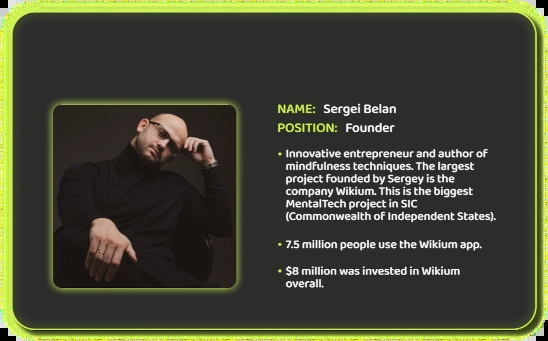 NAME: Sergei Belan
POSITION: Founder
• Innovative entrepreneur and author of
mindfulness techniques. The largest
project founded by Sergey is the
company Wikium. This is the biggest
MentalTech project in SIC
(Commonwealth of Independent States).
• 7.5 million people use the Wikium app.
• $8 million was invested in Wikium
overall.